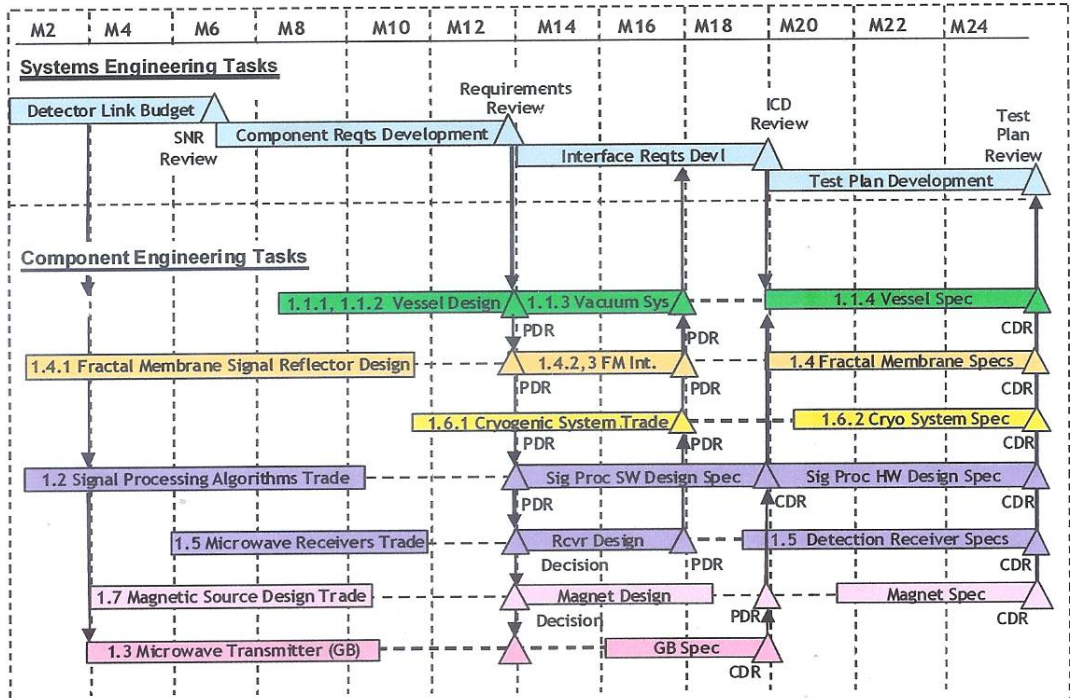 M2 M4 M6 M8 M10 M12 M14 M16 M18 M20 M22 M24
Systems Engineering Tasks
Detector Link Budget
SNR
Review
Component Reqts Development
Requirements
Review
Interface Reqts Devl
ICD
Review
Test Plan Development
Test
Plan
Review
Component Engineering Tasks
1.1.1, 1.1.2 Vessel Design
1.1.3 Vacuum Sys
1.1.4 Vessel Spec
PDR
PDR
CDR
1.4.1 Fractal Membrane Signal Reflector Design
1.4.2,3 FM Int.
1.4 Fractal Membrane Specs
PDR
PDR
CDR
1.6.1 Cryogenic System Trade
1.6.2 Cryo System Spec
PDR
PDR
CDR
1.2 Signal Processing Algorithms Trade
Sig Proc SW Design Spec
Sig Proc HW Design Spec
PDR
CDR
CDR
1.5 Microwave Receivers Trade
Rcvr Design
1.5 Detection Receiver Specs
Decision
PDR
CDR
1.7 Magnetic Source Design Trade
Magnet Design
Magnet Spec
Decision
PDR
CDR
1.3 Microwave Transmitter (GB)
GB Spec
CDR